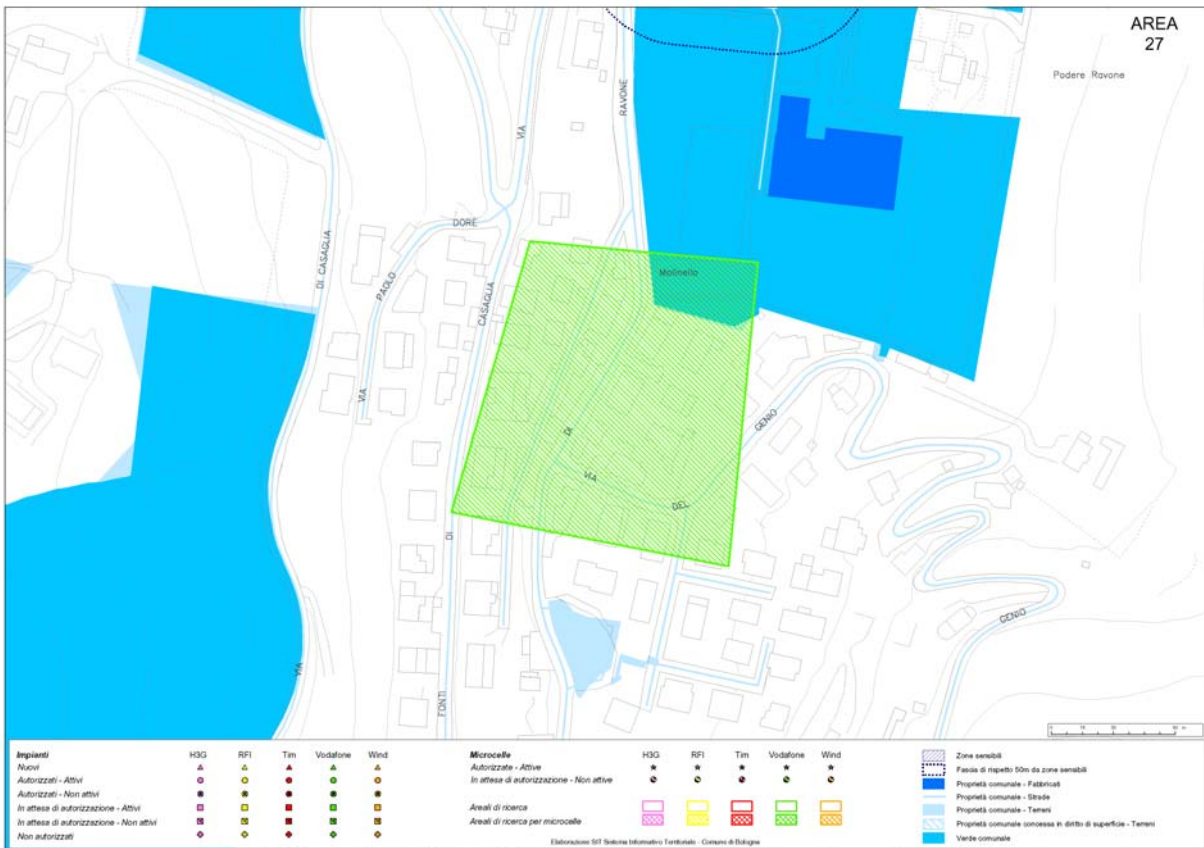 AREA
27
Podere Ravone
RAVONE
VIA
DORE
DI CASAGLIA
PAOLO
CASAGLIA
Molinello
VIA
GENIO
DI
VIA
DEL
DI
GENIO
VIA
FONTI
Impianti H3G RFI Tim Vodafone Wind
Nuovi
Autorizzati - Attivi
Autorizzati - Non attivi
In attesa di autorizzazione - Attivi
In attesa di autorizzazione - Non attivi
Non autorizzati
Microcelle H3G RFI Tim Vodafone Wind
Autorizzate - Attive
In attesa di autorizzazione - Non attive
Areali di ricerca
Areali di ricerca per microcelle
Zone sensibili
Fascia di rispetto 50m da zone sensibili
Proprietà comunale - Fabbricati
Proprietà comunale - Strade
Proprietà comunale - Terreni
Proprietà comunale concessa in diritto di superficie - Terreni
Verde comunale
Elaborazione SIT Sistema Informativo Territoriale - Comune di Bologna